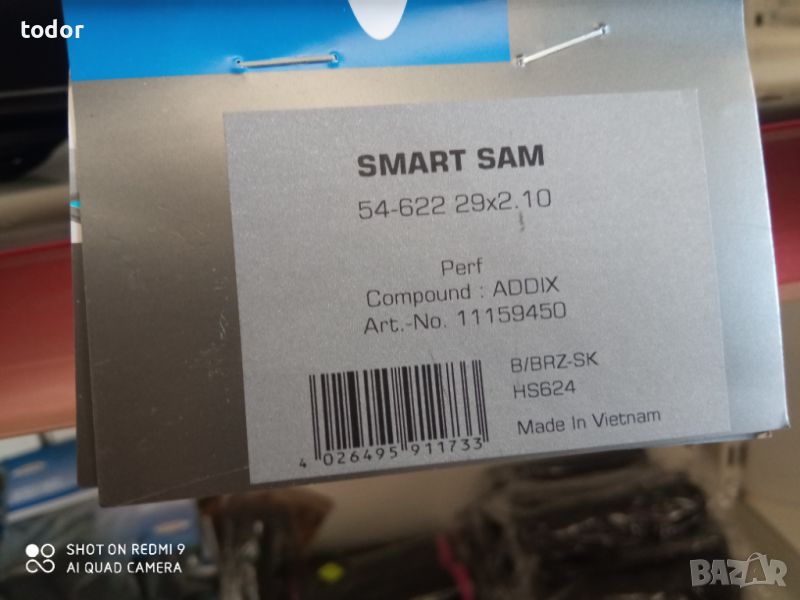 todor
SMART SAM
54-622 29x2.10
Perf
Compound : ADDIX
Art.-No. 11159450
B/BRZ-SK
HS624
Made In Vietnam
4 026495 911733
SHOT ON REDMI 9
AI QUAD CAMERA
BAZAR